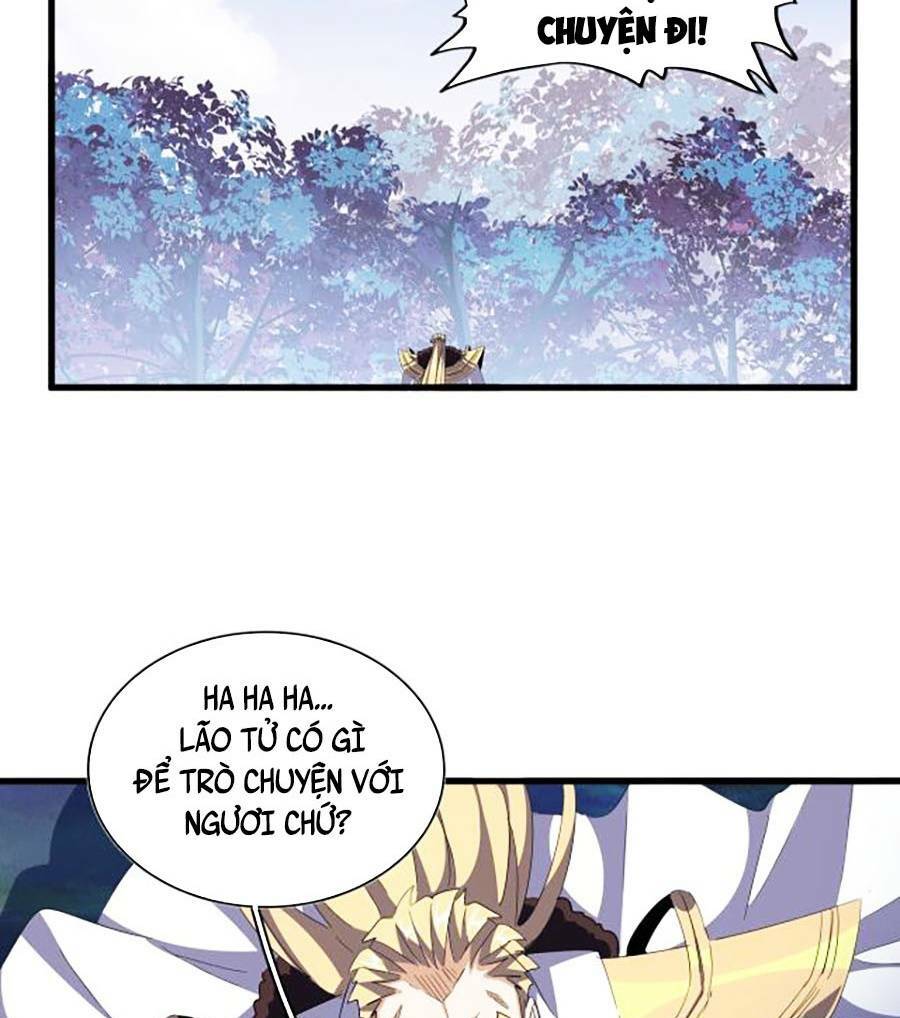 CHUYỆN ĐI!
HA HA HA...
LÃO TỬ CÓ GÌ
ĐỂ TRÒ CHUYỆN VỚI
NGƯƠI CHỨ?